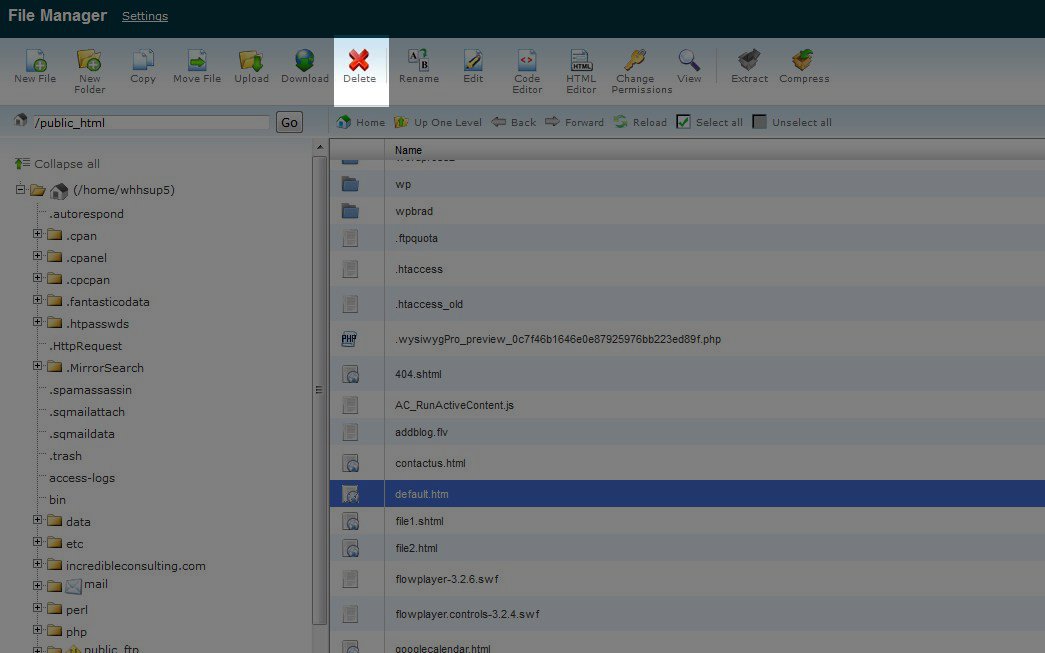 File Manager Settings
New File
New Folder
Copy
Move File
Upload
Download
Delete
Rename
Edit
Code Editor
HTML Editor
Change Permissions
View
Extract
Compress
/public_html Go
Home Up One Level Back Forward Reload Select all Unselect all
Collapse all
(/home/whhsup5)
.autorespond
.cpan
.cpanel
.cpcpan
.fantasticodata
.htpasswds
.HttpRequest
.MirrorSearch
.spamassassin
.sqmailattach
.sqmaildata
.trash
access-logs
bin
data
etc
incredibleconsulting.com
mail
perl
php
public_ftp
Name
wp
wpbrad
.ftpquota
.htaccess
.htaccess_old
PHP .wysiwygPro_preview_0c7f46b1646e0e87925976bb223ed89f.php
404.shtml
AC_RunActiveContent.js
addblog.flv
contactus.html
default.htm
file1.shtml
file2.html
flowplayer-3.2.6.swf
flowplayer.controls-3.2.4.swf
googlecalendar.html